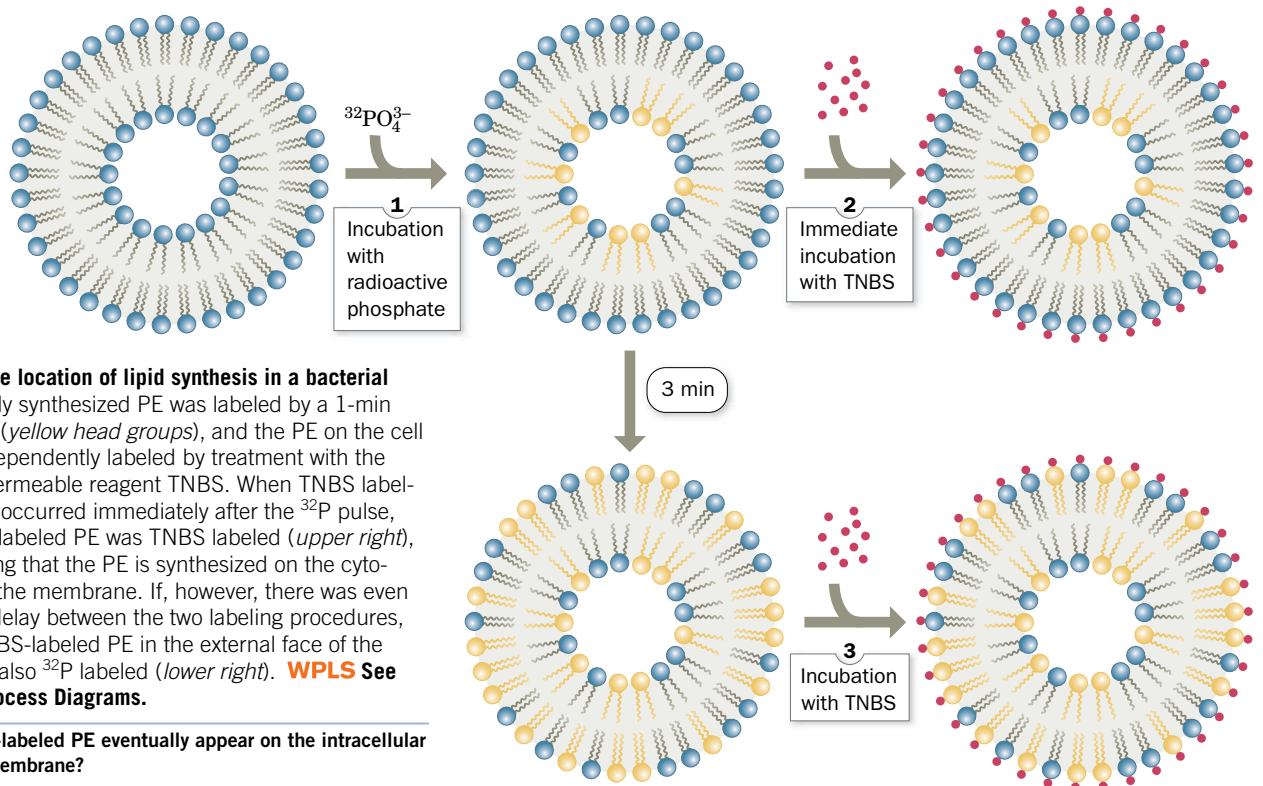 ³²PO₄³⁻
1
Incubation
with
radioactive
phosphate
2
Immediate
incubation
with TNBS
3 min
3
Incubation
with TNBS
e location of lipid synthesis in a bacterial
ly synthesized PE was labeled by a 1-min
(yellow head groups), and the PE on the cell
ependently labeled by treatment with the
ermeable reagent TNBS. When TNBS label-
occurred immediately after the ³²P pulse,
labeled PE was TNBS labeled (upper right),
ng that the PE is synthesized on the cyto-
the membrane. If, however, there was even
delay between the two labeling procedures,
BS-labeled PE in the external face of the
also ³²P labeled (lower right). WPLS See
ocess Diagrams.
-labeled PE eventually appear on the intracellular
embrane?